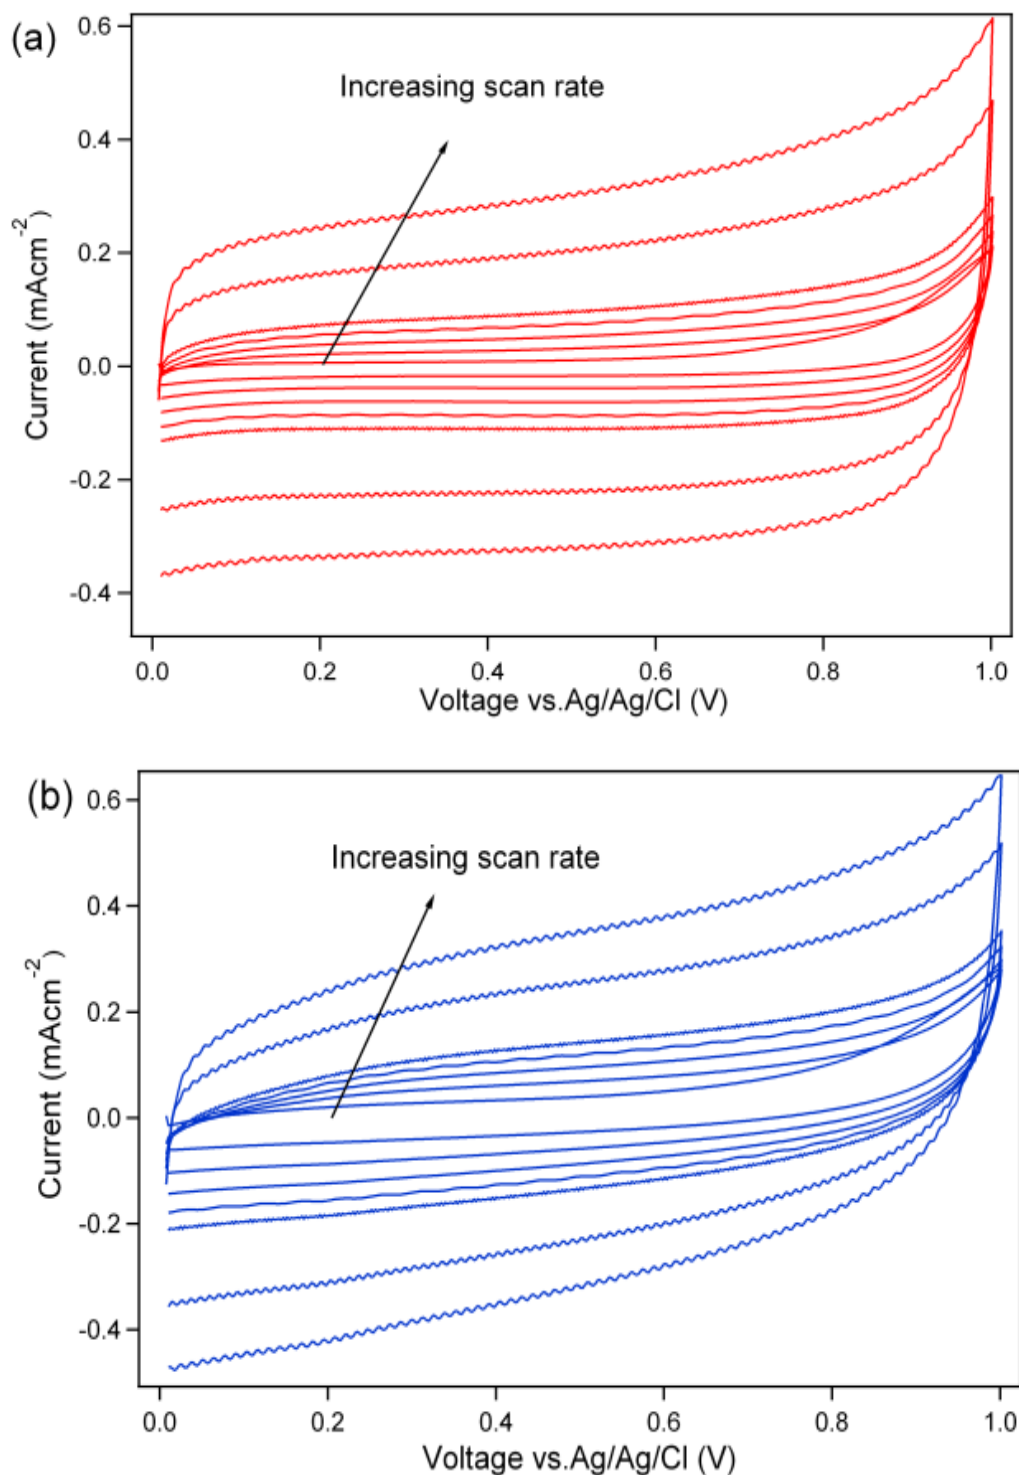 (a)
Increasing scan rate
0.6
0.4
0.2
0.0
-0.2
-0.4
Current (mAcm⁻²)
0.0 0.2 0.4 0.6 0.8 1.0
Voltage vs.Ag/Ag/Cl (V)
(b)
Increasing scan rate
0.6
0.4
0.2
0.0
-0.2
-0.4
Current (mAcm⁻²)
0.0 0.2 0.4 0.6 0.8 1.0
Voltage vs.Ag/Ag/Cl (V)